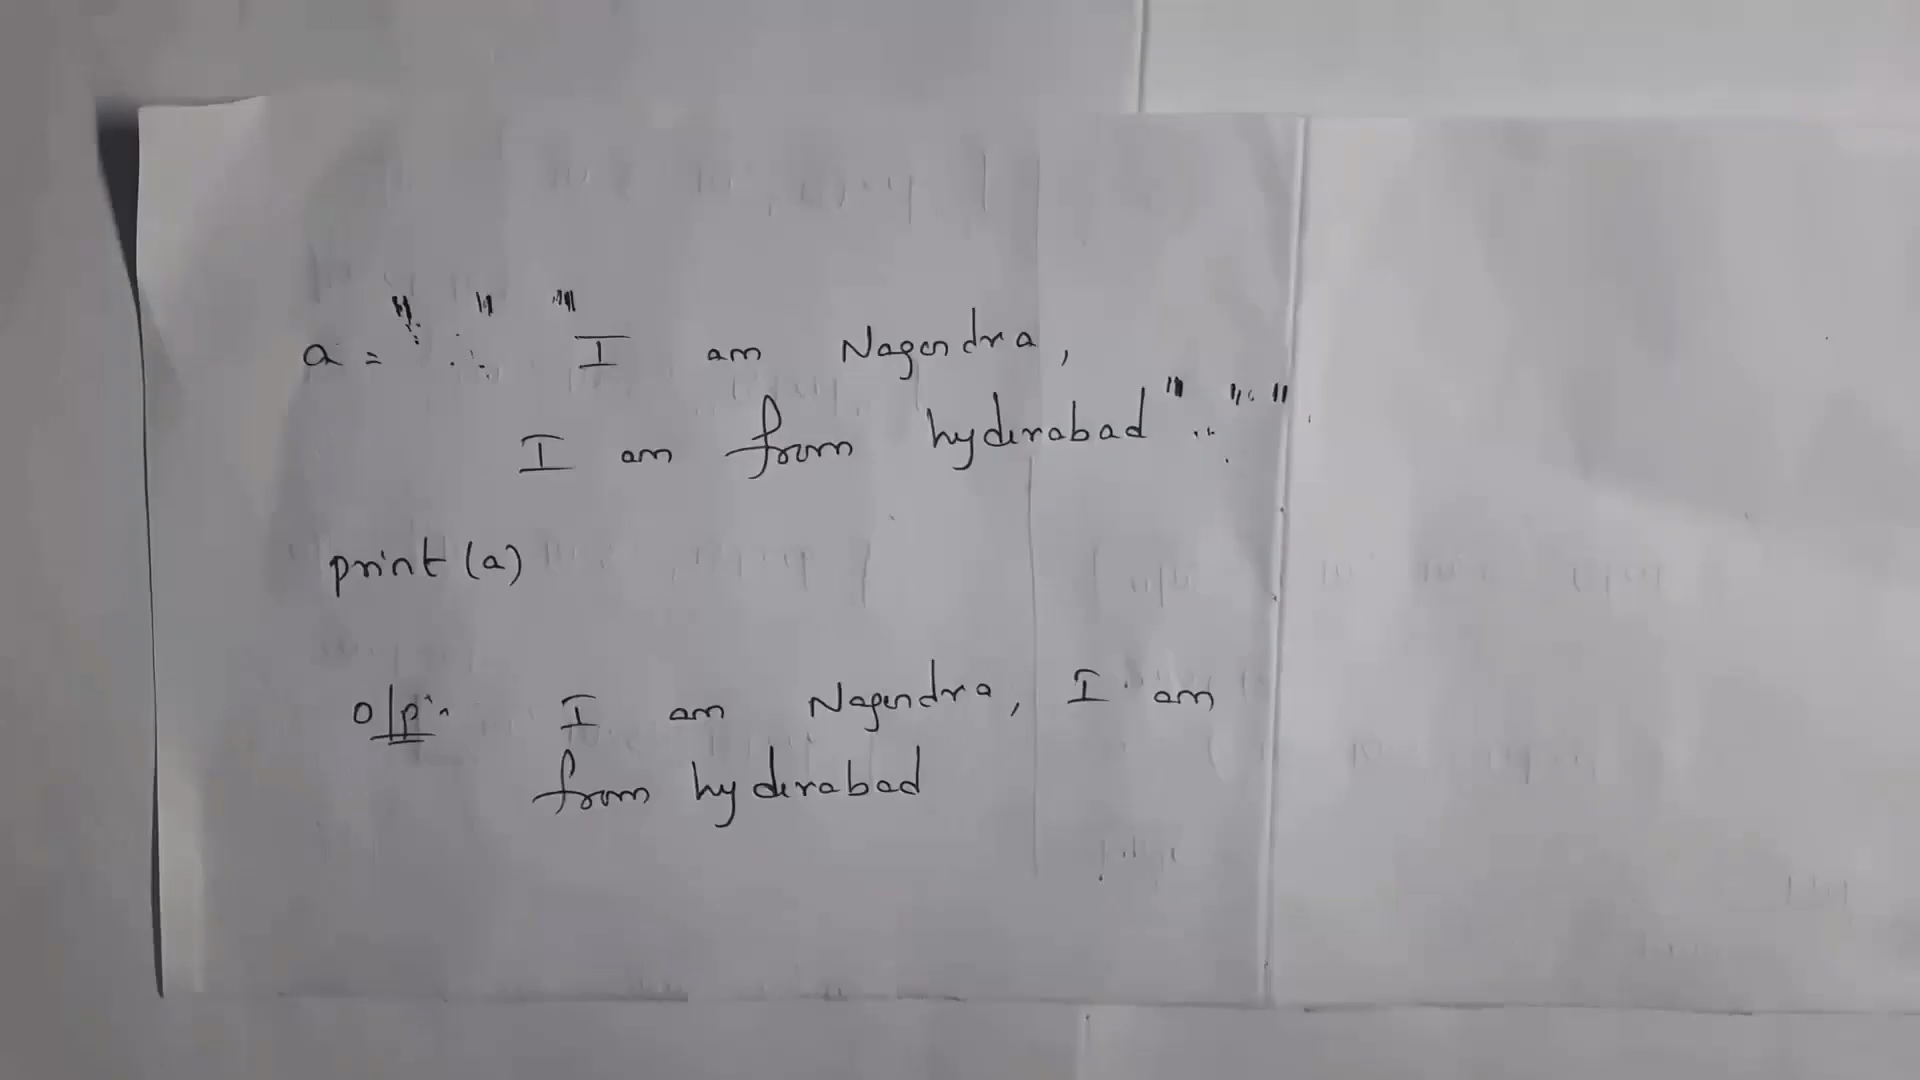 a = " " " I am Nagendra,
I am from hyderabad " " "
print (a)
o/p: I am Nagendra, I am
from hyderabad